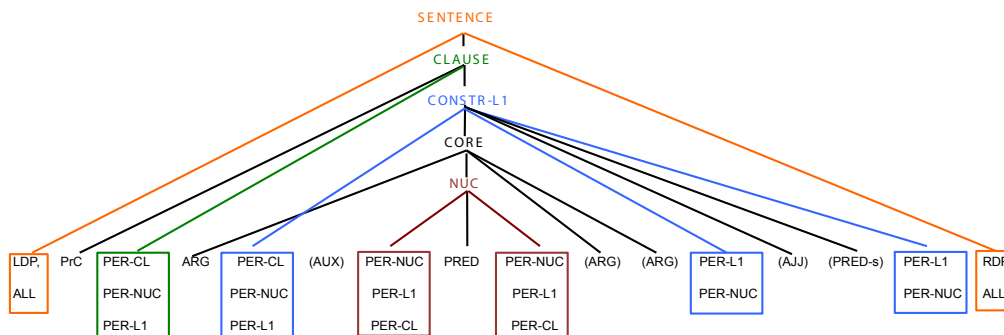 SENTENCE
CLAUSE
CONSTR-L1
CORE
NUC
LDP, PrC PER-CL ARG PER-CL (AUX) PER-NUC PRED PER-NUC (ARG) (ARG) PER-L1 (AJJ) (PRED-s) PER-L1 RDP
ALL PER-NUC PER-NUC PER-L1 PER-L1 PER-NUC PER-NUC ALL
PER-L1 PER-L1 PER-CL PER-CL